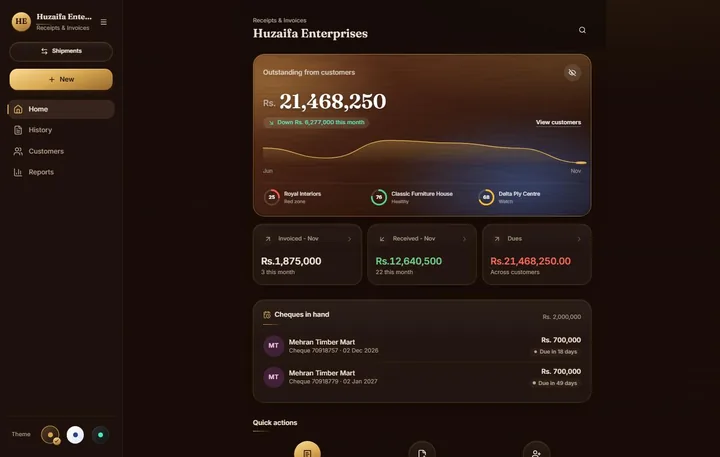 HE
Huzaifa Ente...
Receipts & Invoices
Shipments
+ New
Home
History
Customers
Reports
Theme
Receipts & Invoices
Huzaifa Enterprises
Outstanding from customers
Rs. 21,468,250
Down Rs. 6,277,000 this month
View customers
Jun
Nov
25
Royal Interiors
Red zone
76
Classic Furniture House
Healthy
68
Delta Ply Centre
Watch
Invoiced - Nov
Rs.1,875,000
3 this month
Received - Nov
Rs.12,640,500
22 this month
Dues
Rs.21,468,250.00
Across customers
Cheques in hand
Rs. 2,000,000
MT
Mehran Timber Mart
Cheque 70918757 · 02 Dec 2026
Rs. 700,000
Due in 18 days
MT
Mehran Timber Mart
Cheque 70918779 · 02 Jan 2027
Rs. 700,000
Due in 49 days
Quick actions